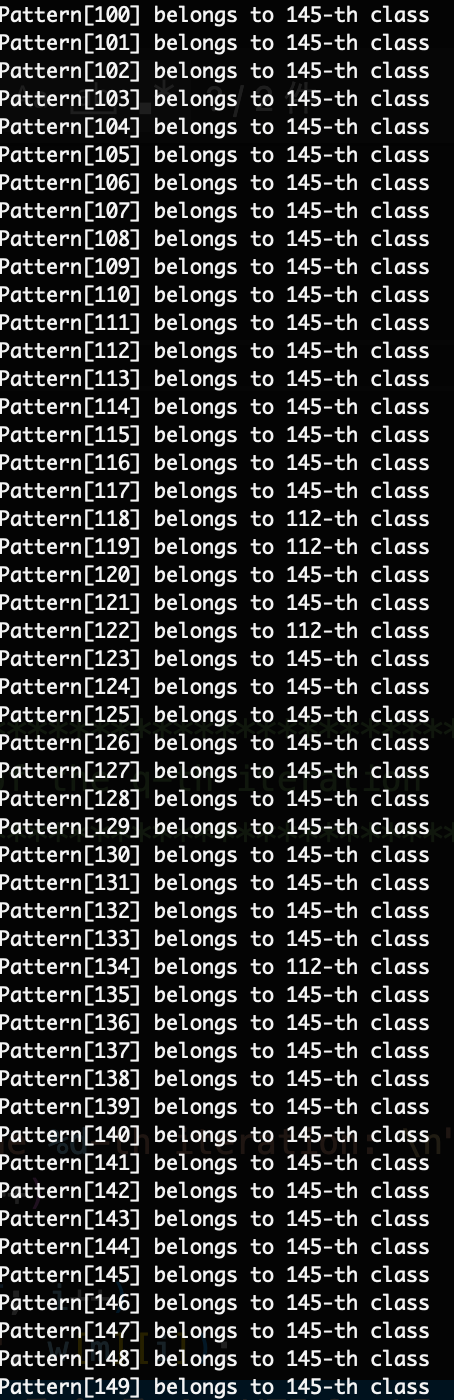 Pattern[100] belongs to 145-th class
Pattern[101] belongs to 145-th class
Pattern[102] belongs to 145-th class
Pattern[103] belongs to 145-th class
Pattern[104] belongs to 145-th class
Pattern[105] belongs to 145-th class
Pattern[106] belongs to 145-th class
Pattern[107] belongs to 145-th class
Pattern[108] belongs to 145-th class
Pattern[109] belongs to 145-th class
Pattern[110] belongs to 145-th class
Pattern[111] belongs to 145-th class
Pattern[112] belongs to 145-th class
Pattern[113] belongs to 145-th class
Pattern[114] belongs to 145-th class
Pattern[115] belongs to 145-th class
Pattern[116] belongs to 145-th class
Pattern[117] belongs to 145-th class
Pattern[118] belongs to 112-th class
Pattern[119] belongs to 112-th class
Pattern[120] belongs to 145-th class
Pattern[121] belongs to 145-th class
Pattern[122] belongs to 112-th class
Pattern[123] belongs to 145-th class
Pattern[124] belongs to 145-th class
Pattern[125] belongs to 145-th class
Pattern[126] belongs to 145-th class
Pattern[127] belongs to 145-th class
Pattern[128] belongs to 145-th class
Pattern[129] belongs to 145-th class
Pattern[130] belongs to 145-th class
Pattern[131] belongs to 145-th class
Pattern[132] belongs to 145-th class
Pattern[133] belongs to 145-th class
Pattern[134] belongs to 112-th class
Pattern[135] belongs to 145-th class
Pattern[136] belongs to 145-th class
Pattern[137] belongs to 145-th class
Pattern[138] belongs to 145-th class
Pattern[139] belongs to 145-th class
Pattern[140] belongs to 145-th class
Pattern[141] belongs to 145-th class
Pattern[142] belongs to 145-th class
Pattern[143] belongs to 145-th class
Pattern[144] belongs to 145-th class
Pattern[145] belongs to 145-th class
Pattern[146] belongs to 145-th class
Pattern[147] belongs to 145-th class
Pattern[148] belongs to 145-th class
Pattern[149] belongs to 145-th class